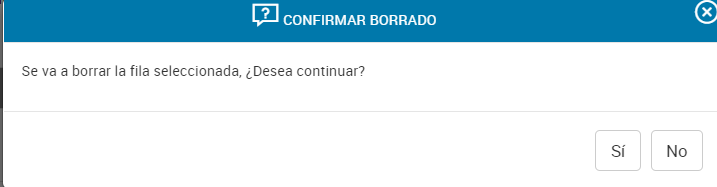 CONFIRMAR BORRADO
Se va a borrar la fila seleccionada, ¿Desea continuar?
Sí
No